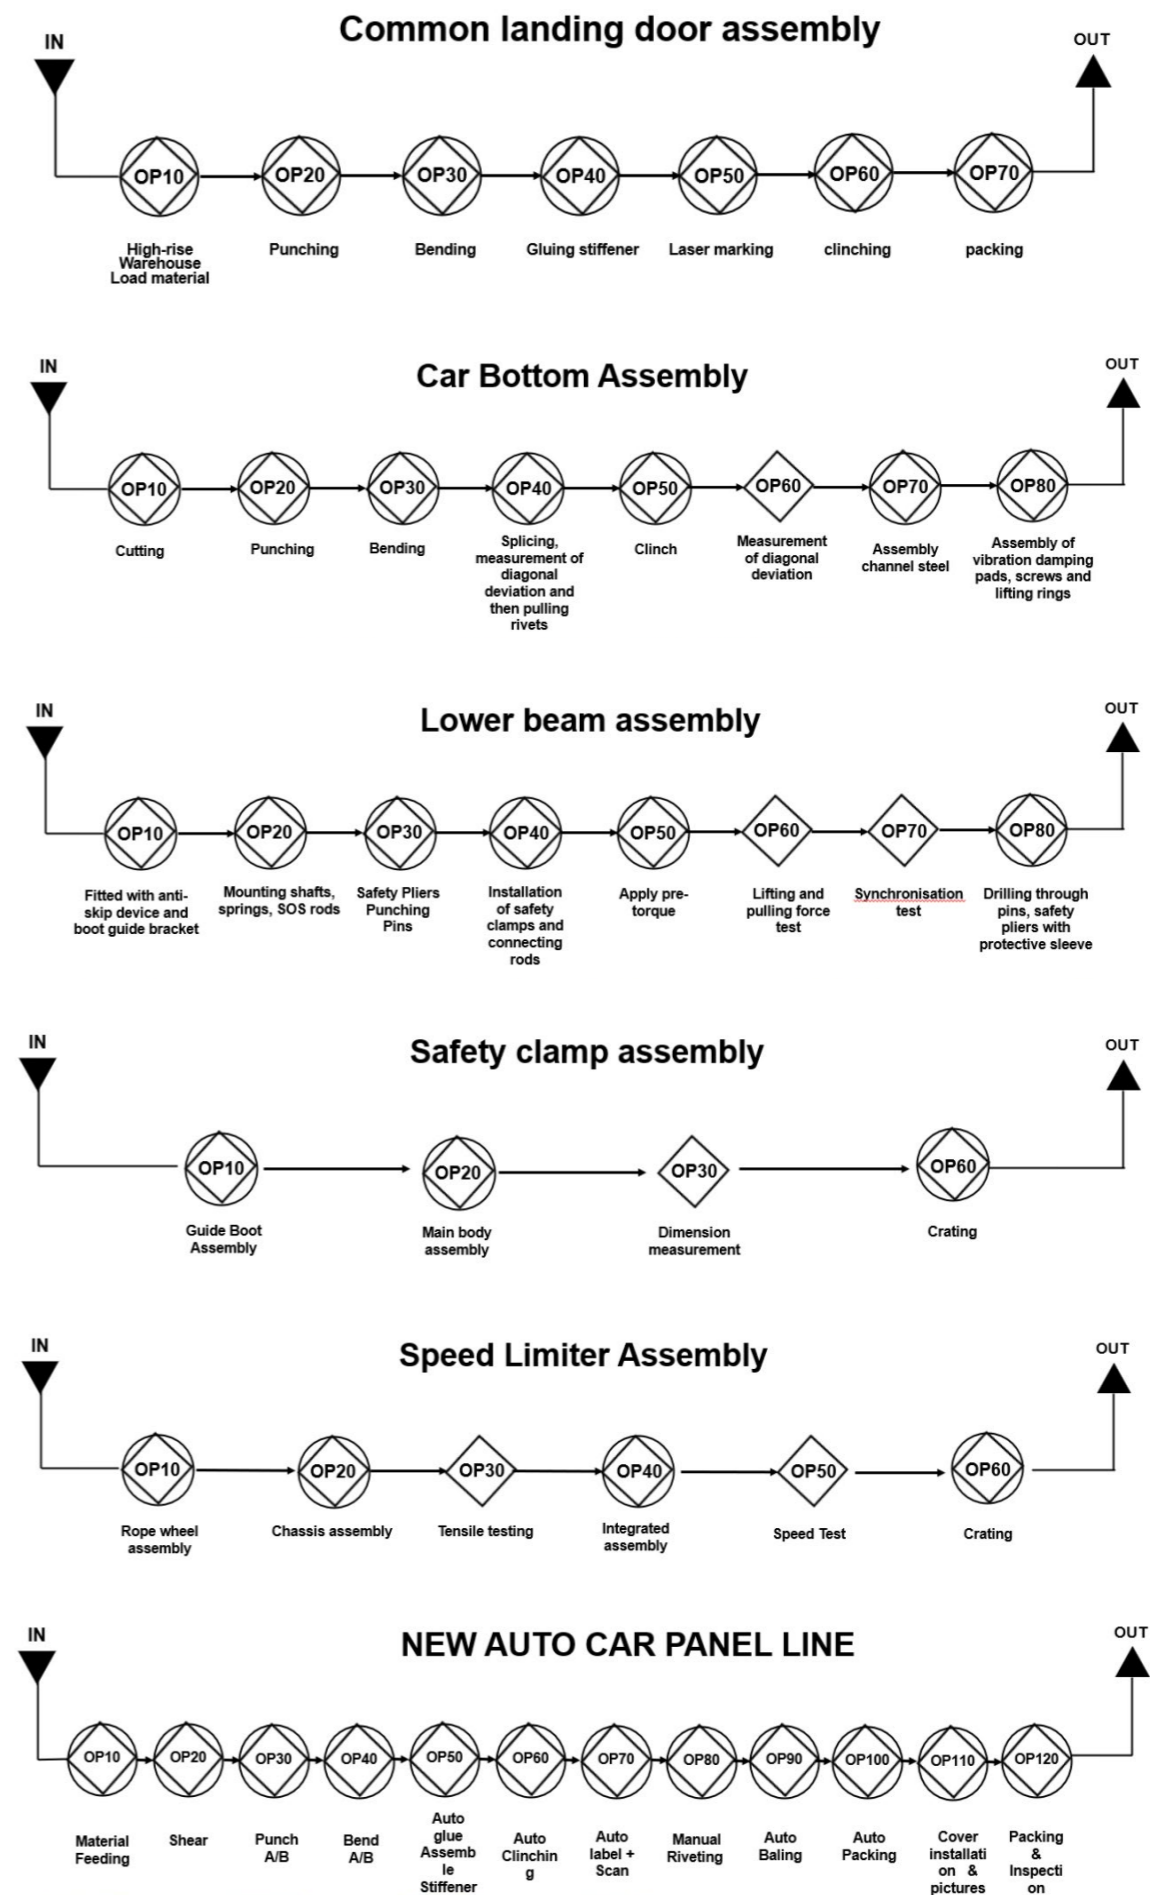 Common landing door assembly
IN
OUT
OP10
OP20
OP30
OP40
OP50
OP60
OP70
High-rise
Warehouse
Load material
Punching
Bending
Gluing stiffener
Laser marking
clinching
packing
Car Bottom Assembly
IN
OUT
OP10
OP20
OP30
OP40
OP50
OP60
OP70
OP80
Cutting
Punching
Bending
Splicing,
measurement of
diagonal
deviation and
then pulling
rivets
Clinch
Measurement
of diagonal
deviation
Assembly
channel steel
Assembly of
vibration damping
pads, screws and
lifting rings
Lower beam assembly
IN
OUT
OP10
OP20
OP30
OP40
OP50
OP60
OP70
OP80
Fitted with anti-
skip device and
boot guide bracket
Mounting shafts,
springs, SOS rods
Safety Pliers
Punching
Pins
Installation
of safety
clamps and
connecting
rods
Apply pre-
torque
Lifting and
pulling force
test
Synchronisation
test
Drilling through
pins, safety
pliers with
protective sleeve
Safety clamp assembly
IN
OUT
OP10
OP20
OP30
OP60
Guide Boot
Assembly
Main body
assembly
Dimension
measurement
Crating
Speed Limiter Assembly
IN
OUT
OP10
OP20
OP30
OP40
OP50
OP60
Rope wheel
assembly
Chassis assembly
Tensile testing
Integrated
assembly
Speed Test
Crating
NEW AUTO CAR PANEL LINE
IN
OUT
OP10
OP20
OP30
OP40
OP50
OP60
OP70
OP80
OP90
OP100
OP110
OP120
Material
Feeding
Shear
Punch
A/B
Bend
A/B
Auto
glue
Assemb
le
Stiffener
Auto
Clinchin
g
Auto
label +
Scan
Manual
Riveting
Auto
Baling
Auto
Packing
Cover
installati
on &
pictures
Packing
&
Inspecti
on